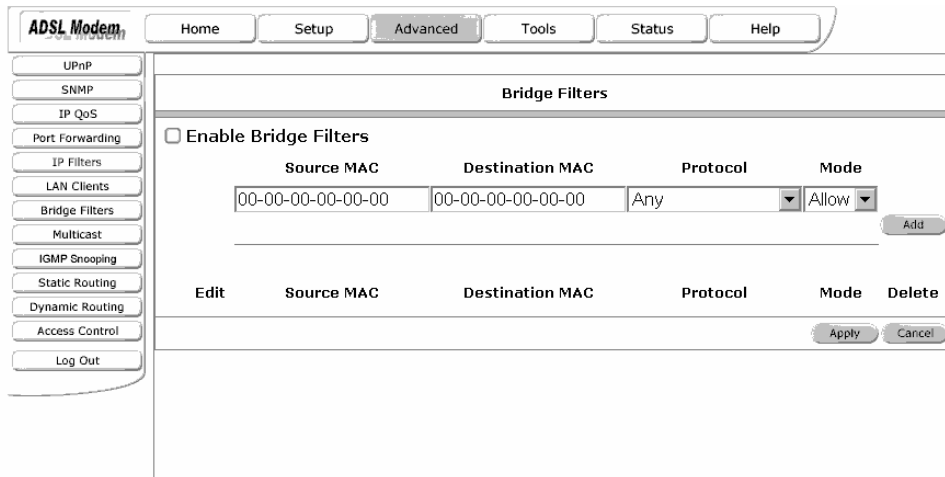 ADSL Modem
Home Setup Advanced Tools Status Help
UPnP
SNMP
IP QoS
Port Forwarding
IP Filters
LAN Clients
Bridge Filters
Multicast
IGMP Snooping
Static Routing
Dynamic Routing
Access Control
Log Out
Bridge Filters
Enable Bridge Filters
Source MAC Destination MAC Protocol Mode
00-00-00-00-00-00 00-00-00-00-00-00 Any Allow
Add
Edit Source MAC Destination MAC Protocol Mode Delete
Apply Cancel